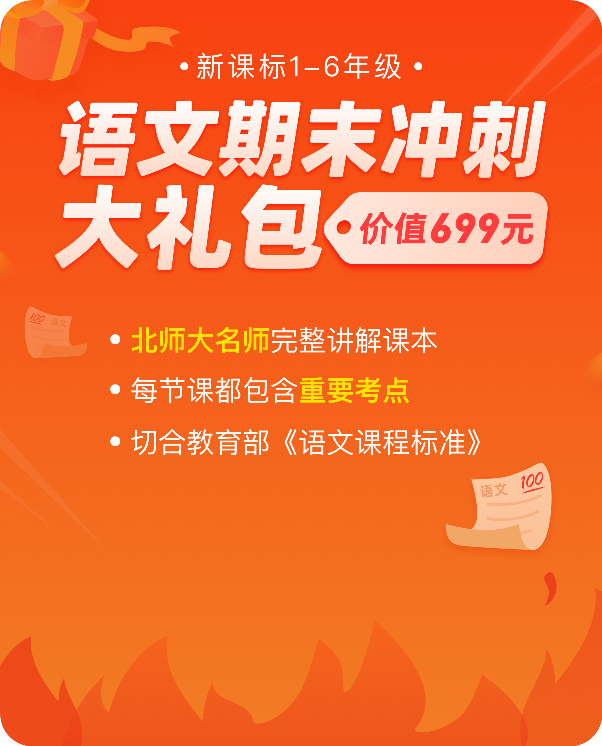 • 新课标1-6年级 •
语文期末冲刺
大礼包 价值699元
100 语文
• 北师大名师完整讲解课本
• 每节课都包含重要考点
• 切合教育部《语文课程标准》
语文 100